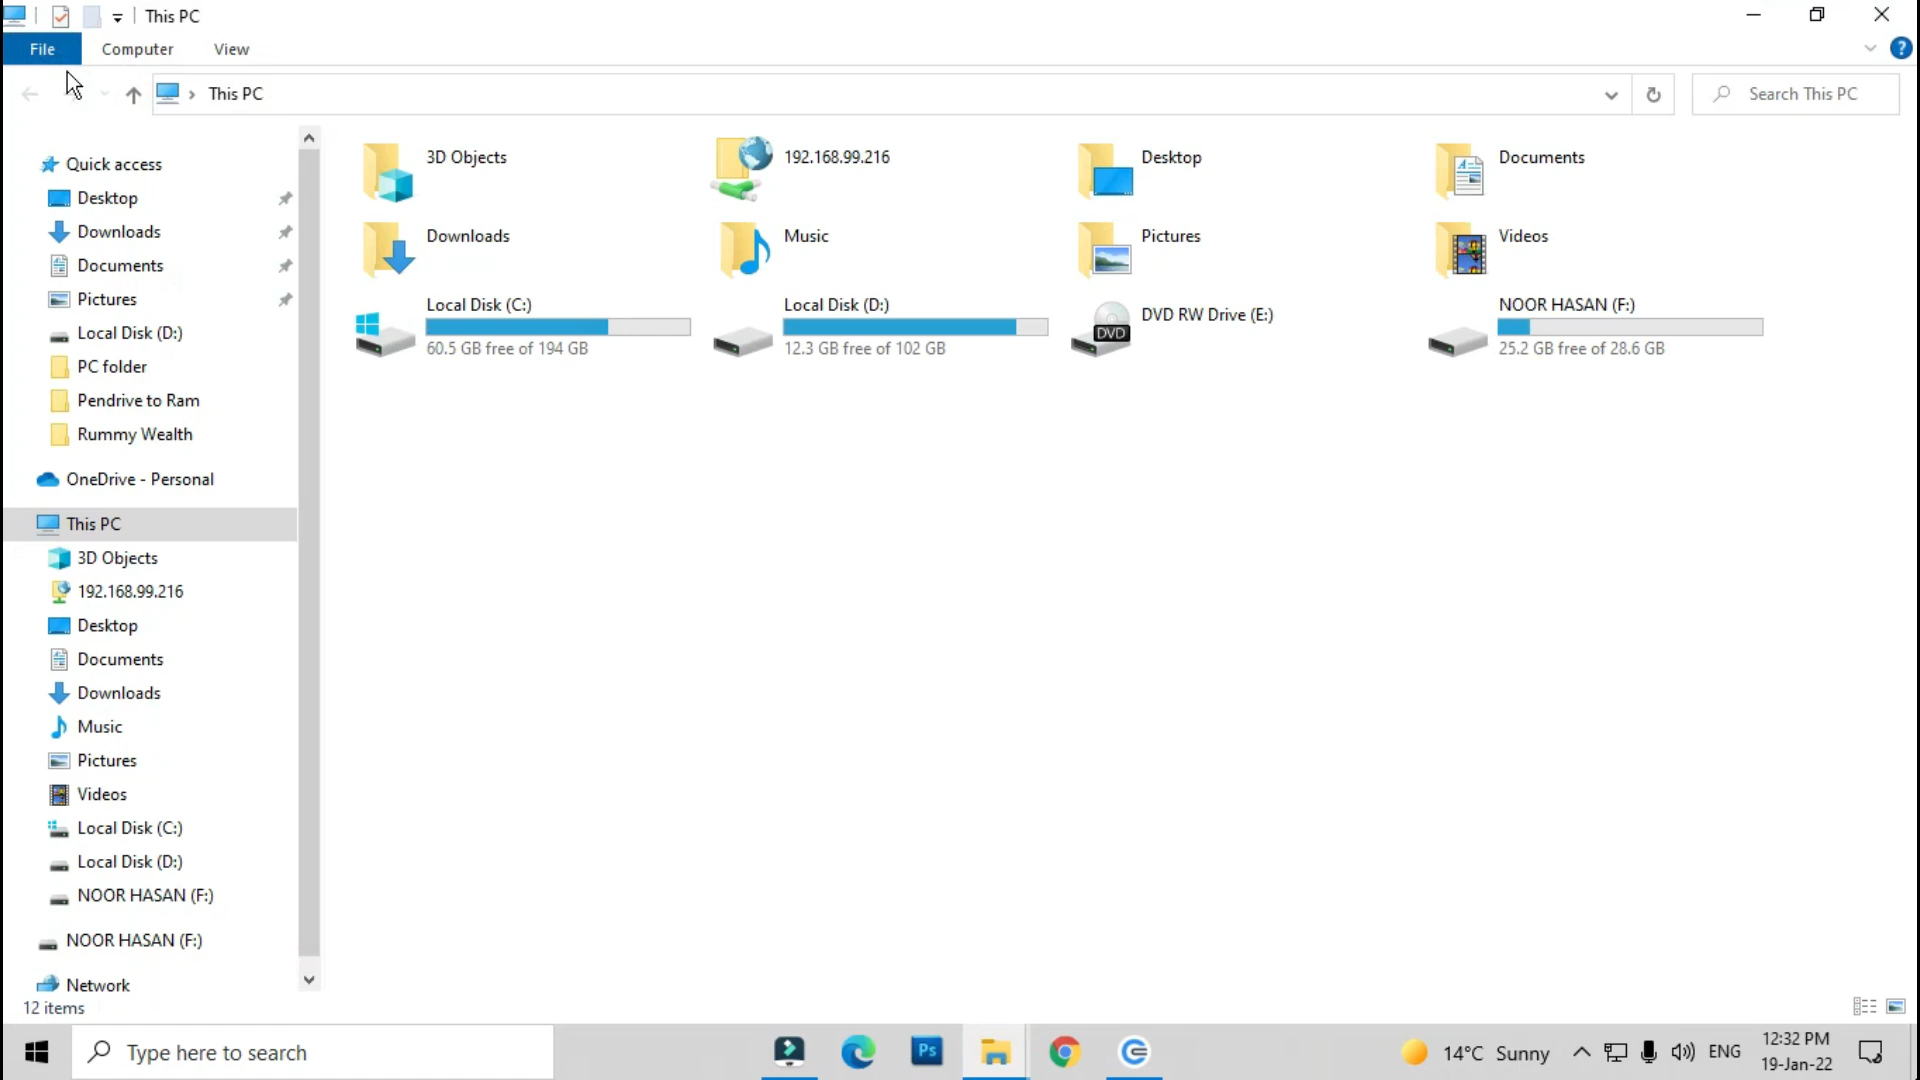 This PC
File Computer View
This PC
Search This PC
Quick access
Desktop
Downloads
Documents
Pictures
Local Disk (D:)
PC folder
Pendrive to Ram
Rummy Wealth
OneDrive - Personal
This PC
3D Objects
192.168.99.216
Desktop
Documents
Downloads
Music
Pictures
Videos
Local Disk (C:)
Local Disk (D:)
NOOR HASAN (F:)
NOOR HASAN (F:)
Network
12 items
3D Objects
192.168.99.216
Desktop
Documents
Downloads
Music
Pictures
Videos
Local Disk (C:)
60.5 GB free of 194 GB
Local Disk (D:)
12.3 GB free of 102 GB
DVD RW Drive (E:)
DVD
NOOR HASAN (F:)
25.2 GB free of 28.6 GB
Type here to search
Ps
14°C Sunny
ENG
12:32 PM
19-Jan-22